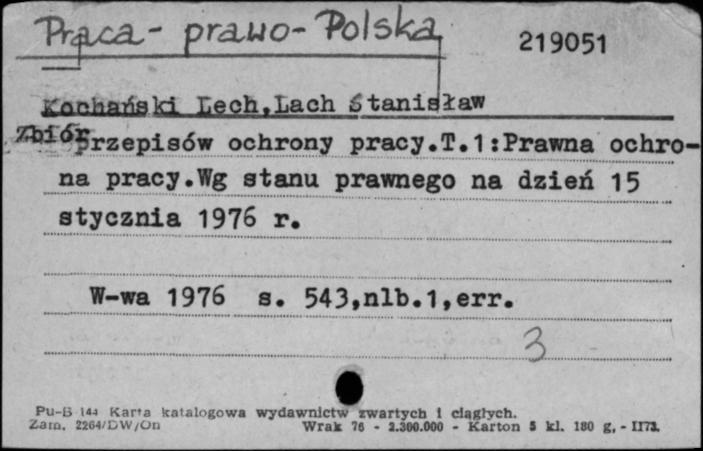 Praca - prawo - Polska
219051
Kochański Lech,Lach Stanisław
Zbiór
przepisów ochrony pracy.T.1:Prawna ochro-
na pracy.Wg stanu prawnego na dzień 15
stycznia 1976 r.
W-wa 1976 s. 543,nlb.1,err.
3
Pu-B 144 Karta katalogowa wydawnictw zwartych i ciągłych.
Zam. 2264/DW/On Wrak 76 - 2.300.000 - Karton 5 kl. 180 g. - II73.